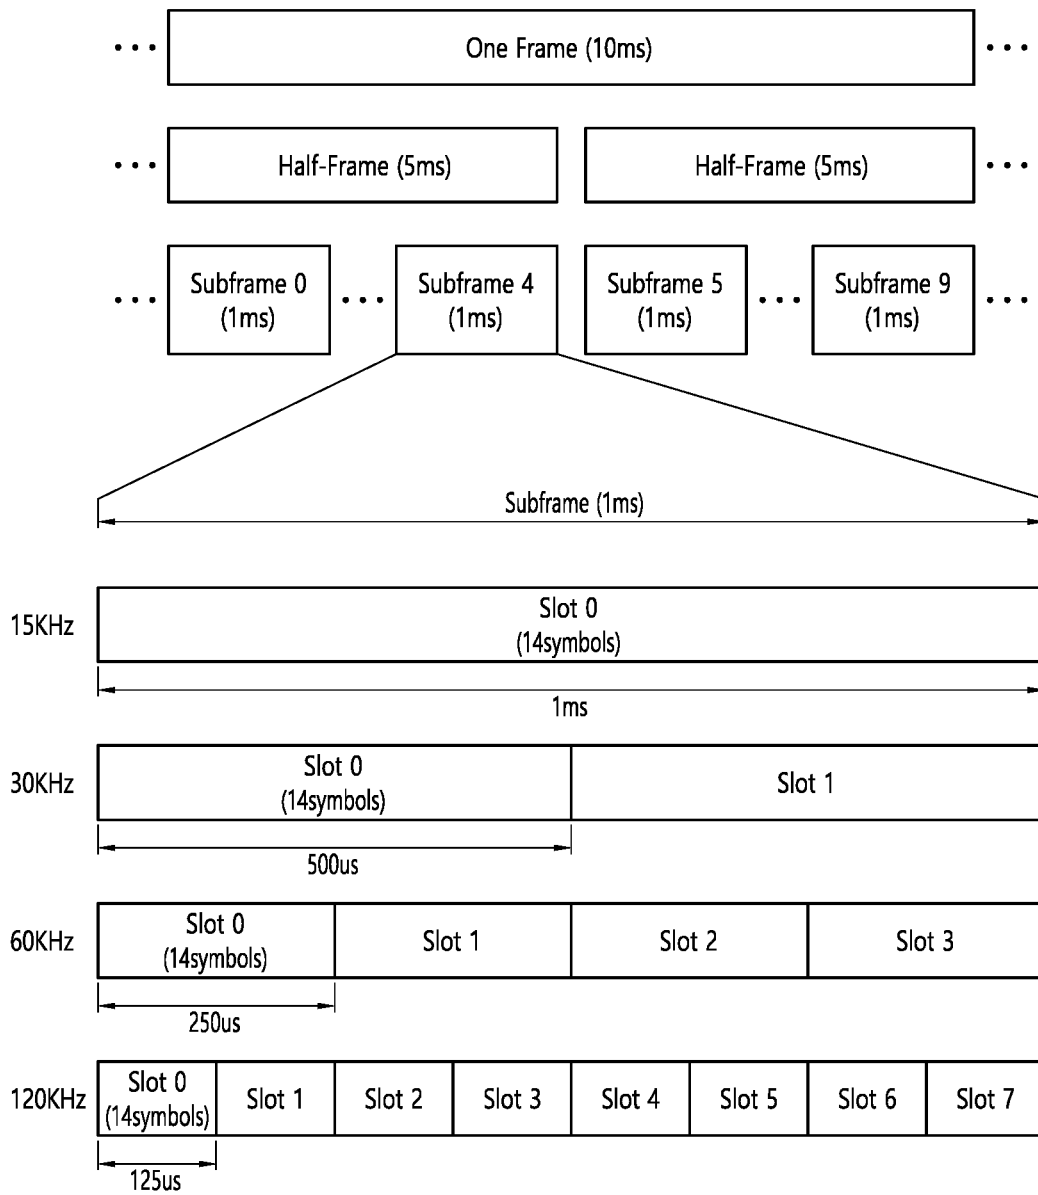 ··· One Frame (10ms) ···
··· Half-Frame (5ms) Half-Frame (5ms) ···
··· Subframe 0 ··· Subframe 4 Subframe 5 ··· Subframe 9 ···
(1ms) (1ms) (1ms) (1ms)
Subframe (1ms)
15KHz
Slot 0
(14symbols)
1ms
30KHz
Slot 0
(14symbols)
Slot 1
500us
60KHz
Slot 0
(14symbols)
Slot 1
Slot 2
Slot 3
250us
120KHz
Slot 0
(14symbols)
Slot 1
Slot 2
Slot 3
Slot 4
Slot 5
Slot 6
Slot 7
125us